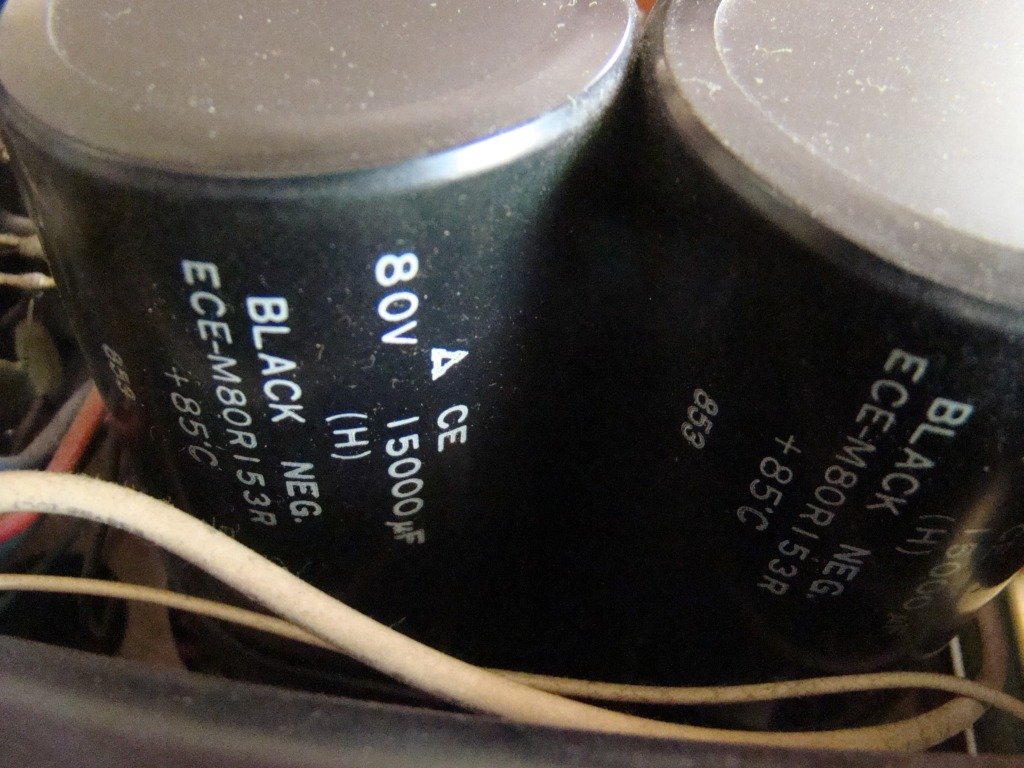 A CE
80V 15000µF
(H)
BLACK NEG.
ECE-M80R153R
+85°C
853
(H)
BLACK NEG.
ECE-M80R153R
+85°C
853